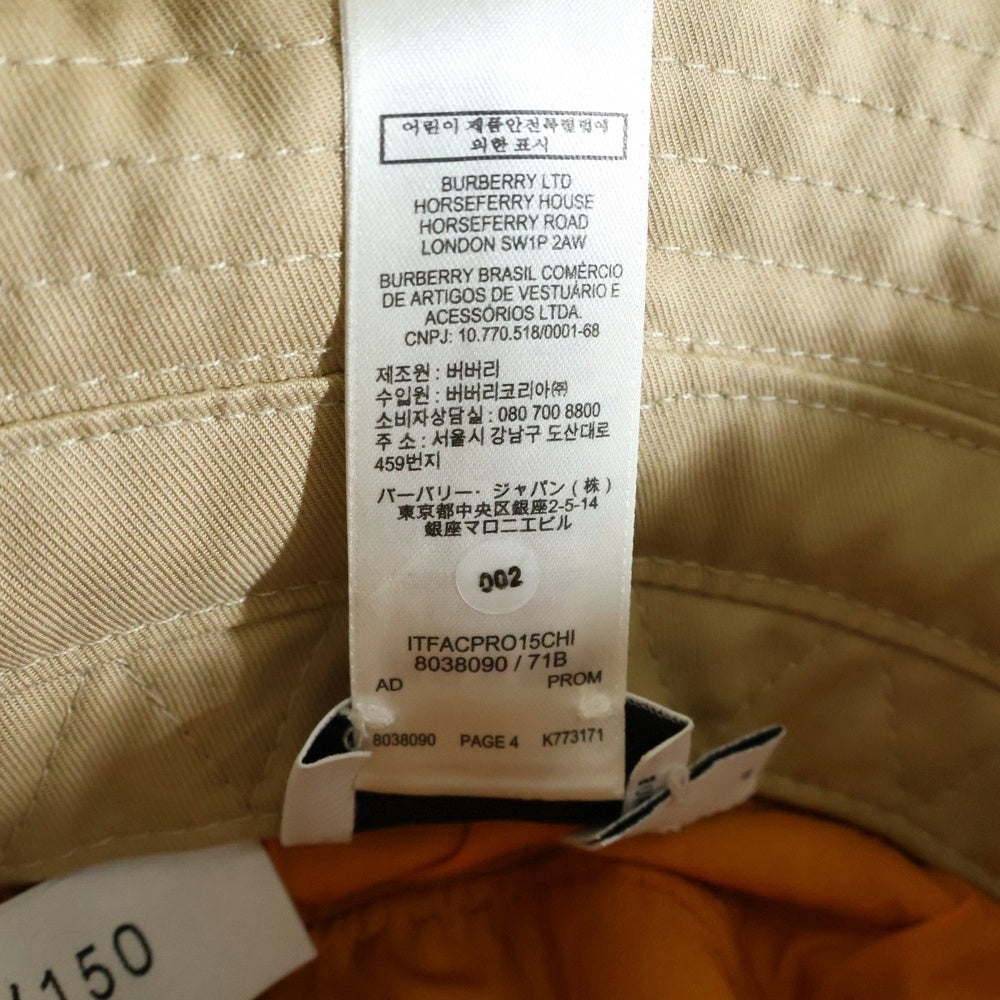 어린이 제품안전특별법에
의한 표시
BURBERRY LTD
HORSEFERRY HOUSE
HORSEFERRY ROAD
LONDON SW1P 2AW
BURBERRY BRASIL COMÉRCIO
DE ARTIGOS DE VESTUÁRIO E
ACESSÓRIOS LTDA.
CNPJ: 10.770.518/0001-68
제조원 : 버버리
수입원 : 버버리코리아㈜
소비자상담실 : 080 700 8800
주 소 : 서울시 강남구 도산대로
459번지
バーバリー・ジャパン(株)
東京都中央区銀座2-5-14
銀座マロニエビル
002
ITFACPRO15CHI
8038090 / 71B
AD PROM
8038090 PAGE 4 K773171
/150